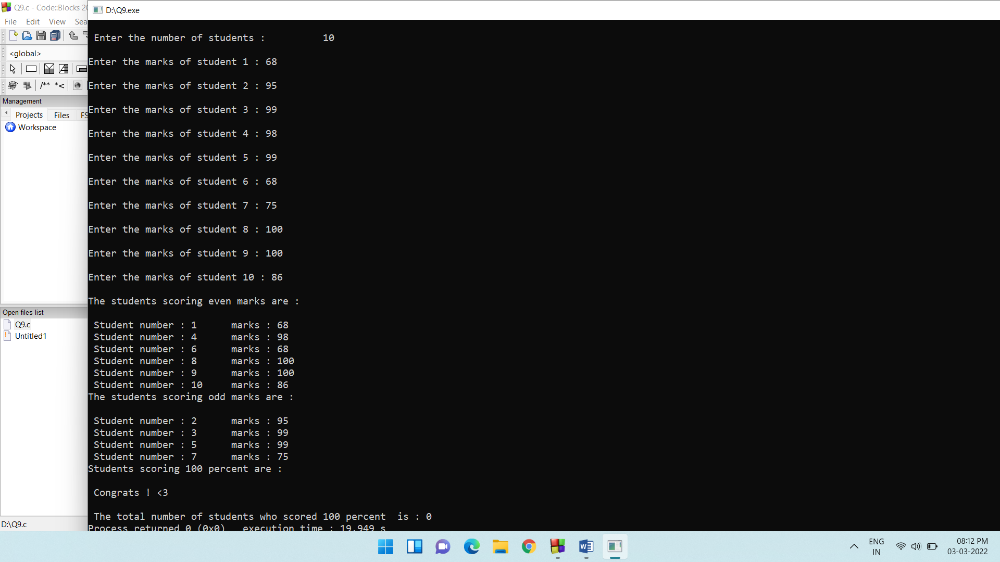 Q9.c - Code::Blocks 20
D:\Q9.exe
File Edit View Sea
<global>
/** *<
Management
Projects Files FS
Workspace
Open files list
Q9.c
Untitled1
D:\Q9.c
Enter the number of students : 10
Enter the marks of student 1 : 68
Enter the marks of student 2 : 95
Enter the marks of student 3 : 99
Enter the marks of student 4 : 98
Enter the marks of student 5 : 99
Enter the marks of student 6 : 68
Enter the marks of student 7 : 75
Enter the marks of student 8 : 100
Enter the marks of student 9 : 100
Enter the marks of student 10 : 86
The students scoring even marks are :
Student number : 1 marks : 68
Student number : 4 marks : 98
Student number : 6 marks : 68
Student number : 8 marks : 100
Student number : 9 marks : 100
Student number : 10 marks : 86
The students scoring odd marks are :
Student number : 2 marks : 95
Student number : 3 marks : 99
Student number : 5 marks : 99
Student number : 7 marks : 75
Students scoring 100 percent are :
Congrats ! <3
The total number of students who scored 100 percent is : 0
Process returned 0 (0x0) execution time : 19.949 s
ENG
IN
08:12 PM
03-03-2022